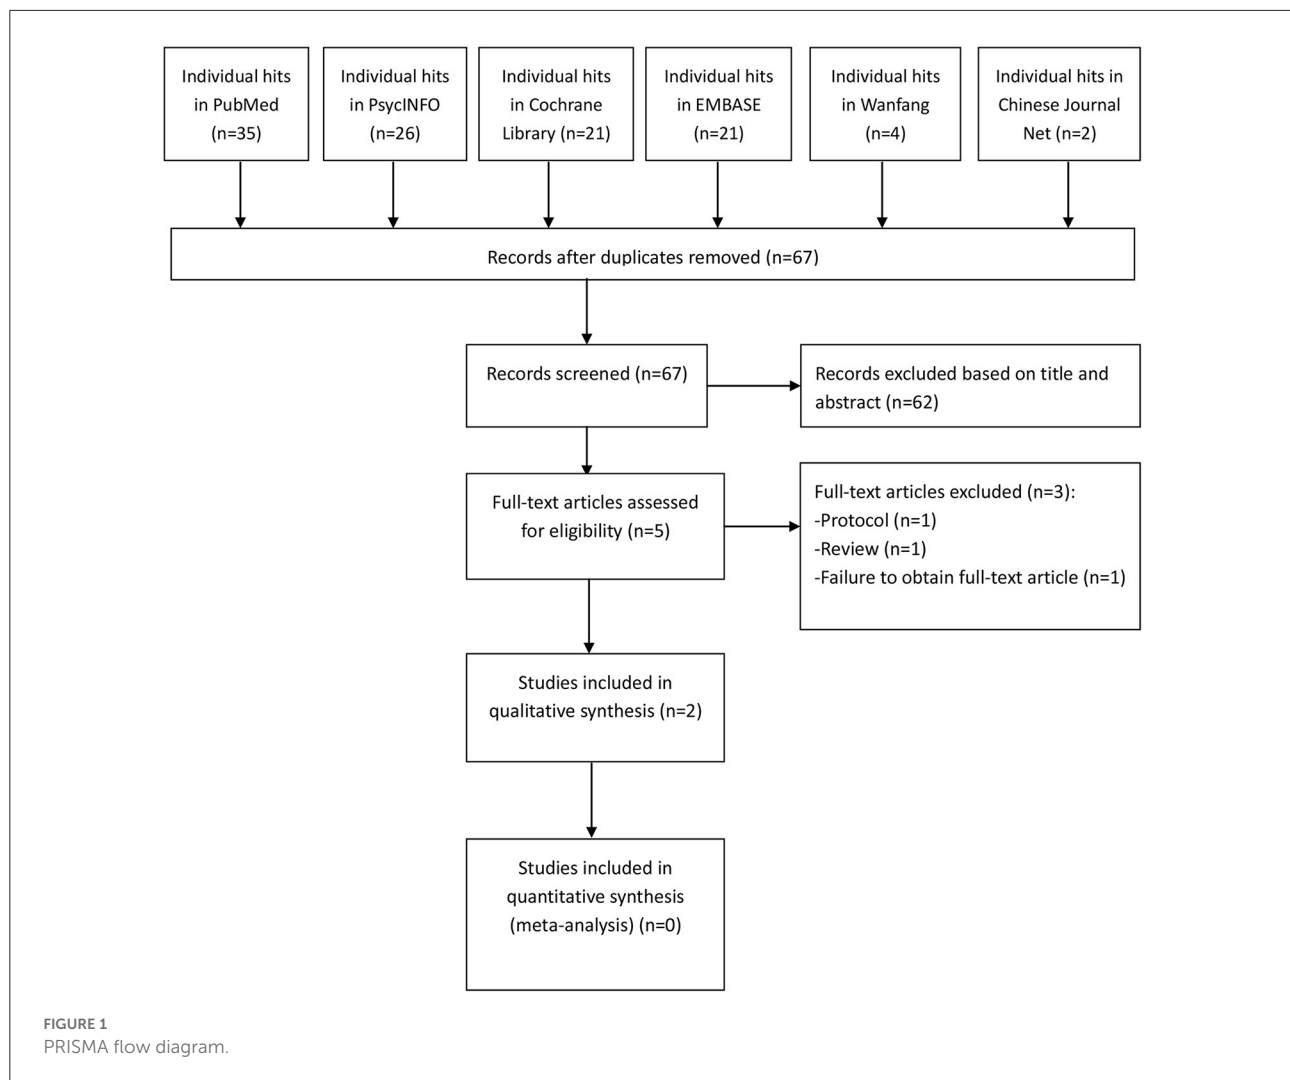 Individual hits
in PubMed
(n=35)
Individual hits
in PsycINFO
(n=26)
Individual hits
in Cochrane
Library (n=21)
Individual hits
in EMBASE
(n=21)
Individual hits
in Wanfang
(n=4)
Individual hits in
Chinese Journal
Net (n=2)
Records after duplicates removed (n=67)
Records screened (n=67)
Records excluded based on title and
abstract (n=62)
Full-text articles assessed
for eligibility (n=5)
Full-text articles excluded (n=3):
-Protocol (n=1)
-Review (n=1)
-Failure to obtain full-text article (n=1)
Studies included in
qualitative synthesis (n=2)
Studies included in
quantitative synthesis
(meta-analysis) (n=0)
FIGURE 1
PRISMA flow diagram.